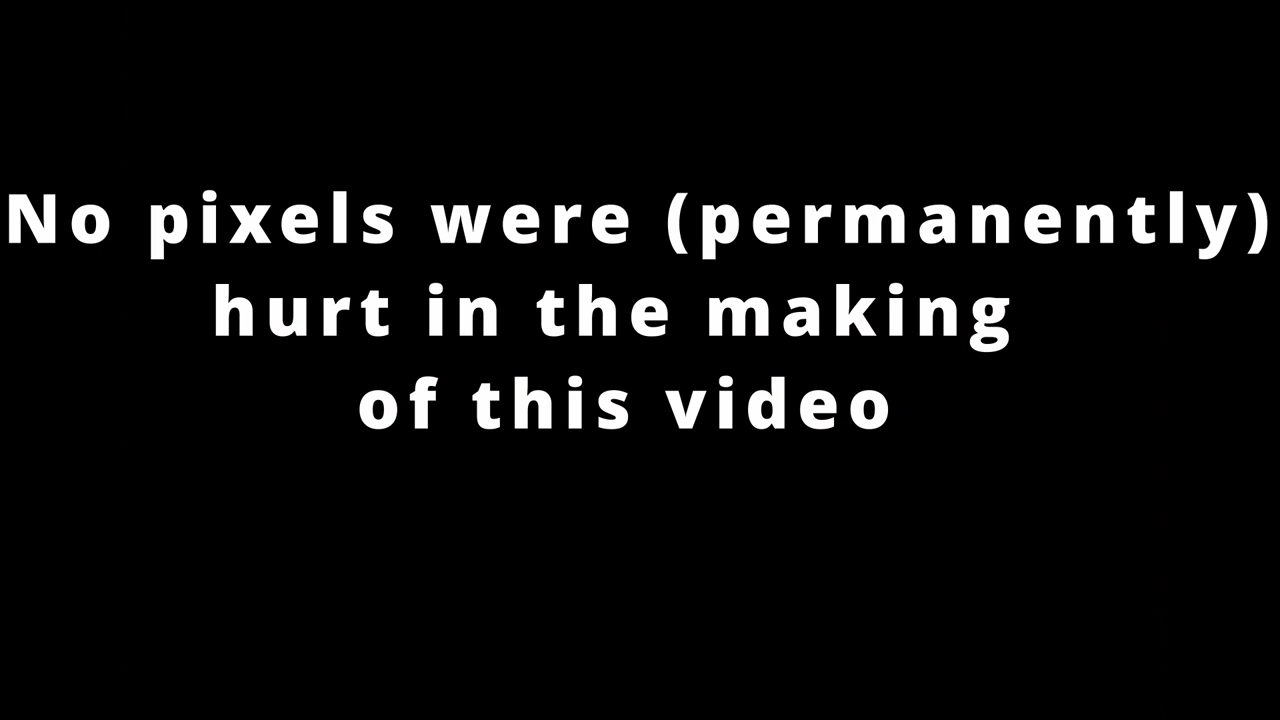 No pixels were (permanently)
hurt in the making
of this video